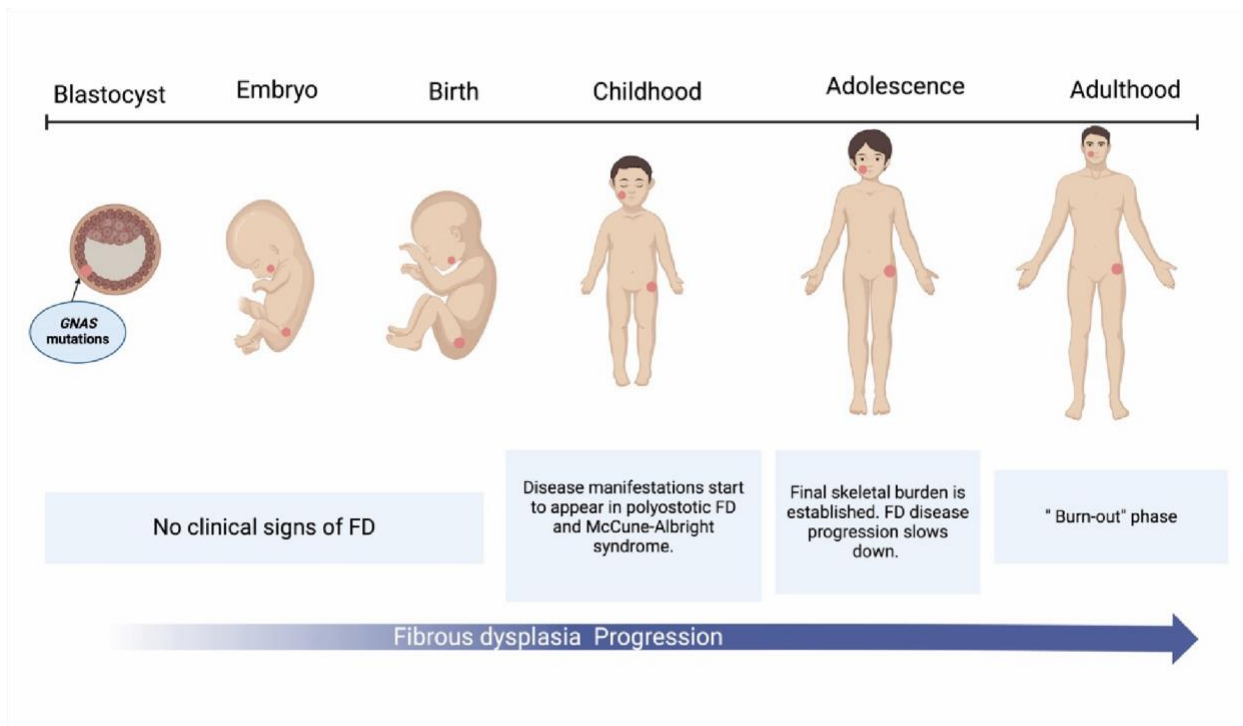 Blastocyst
Embryo
Birth
Childhood
Adolescence
Adulthood
GNAS
mutations
No clinical signs of FD
Disease manifestations start
to appear in polyostotic FD
and McCune-Albright
syndrome.
Final skeletal burden is
established. FD disease
progression slows
down.
" Burn-out" phase
Fibrous dysplasia Progression